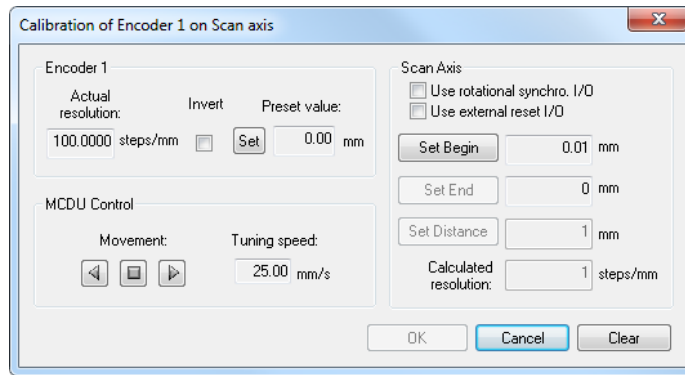 Calibration of Encoder 1 on Scan axis
Encoder 1
Actual resolution:
Invert
Preset value:
100.0000 steps/mm
Set
0.00 mm
MCDU Control
Movement:
Tuning speed:
25.00 mm/s
Scan Axis
Use rotational synchro. I/O
Use external reset I/O
Set Begin 0.01 mm
Set End 0 mm
Set Distance 1 mm
Calculated resolution: 1 steps/mm
OK Cancel Clear